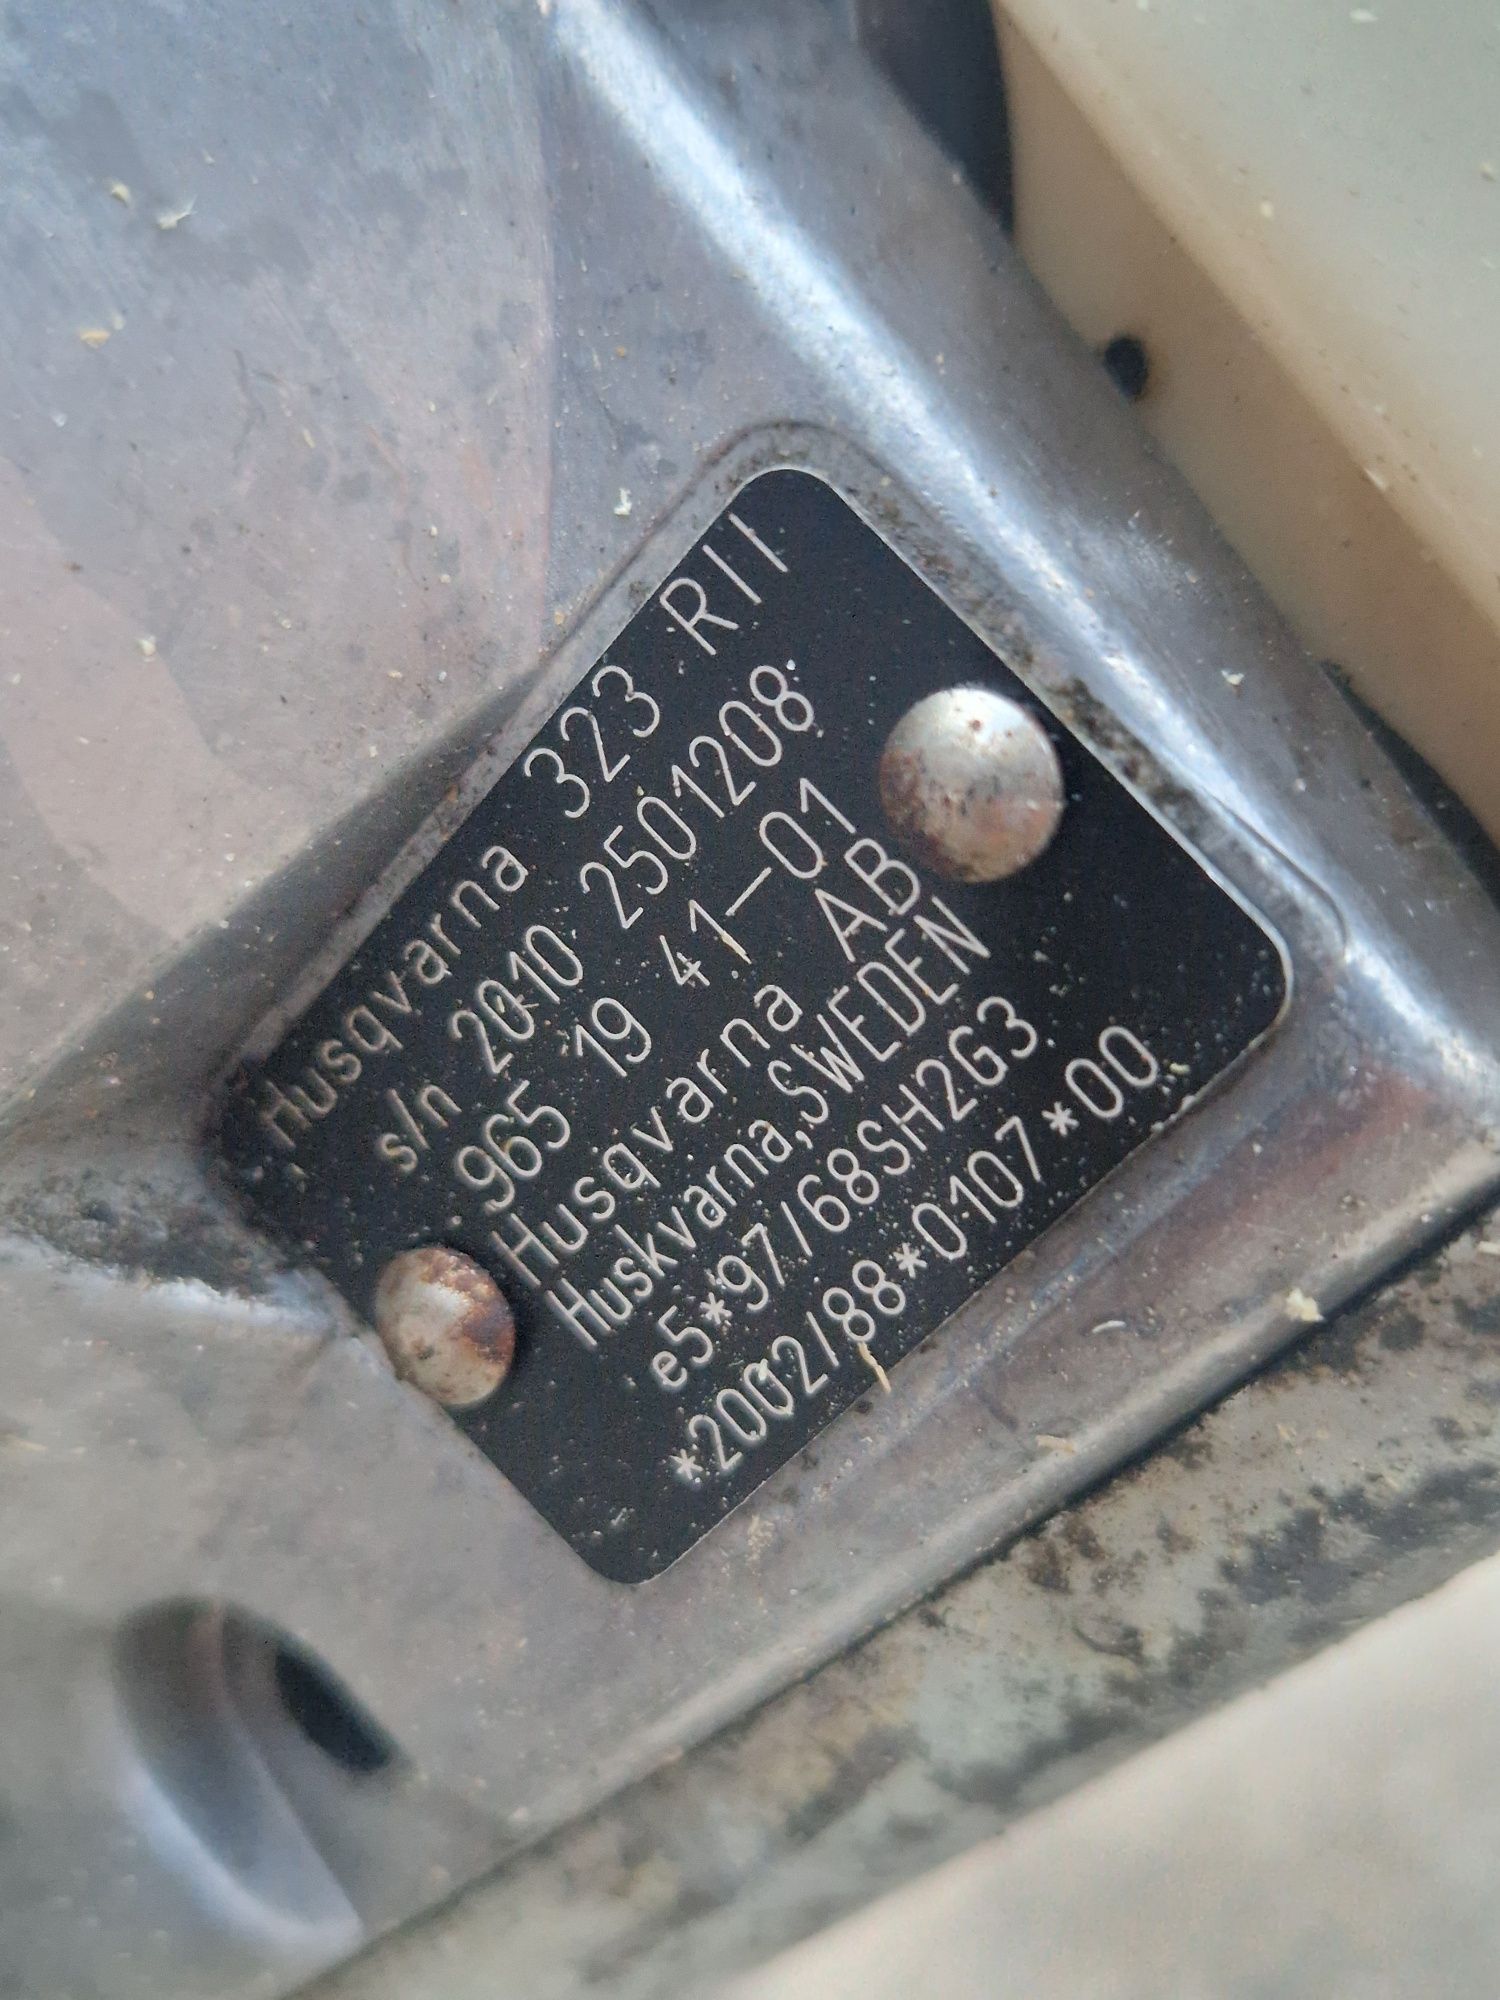 Husqvarna 323 RII
s/n 2010 2501208
965 19 41-01
Husqvarna AB
Huskvarna,SWEDEN
e5*97/68SH2G3
*2002/88*0107*00